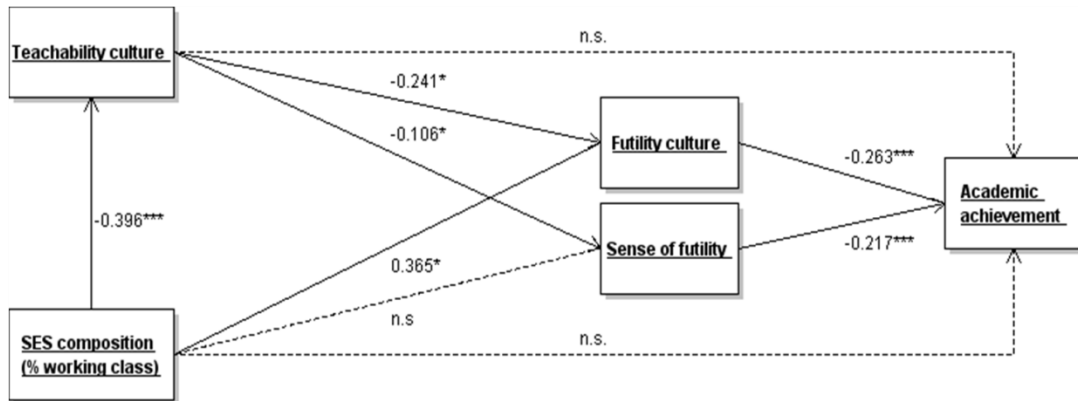 n.s.
Teachability culture
-0.241*
-0.106*
Futility culture
-0.263***
Academic
achievement
-0.396***
Sense of futility
-0.217***
0.365*
n.s
SES composition
(% working class)
n.s.